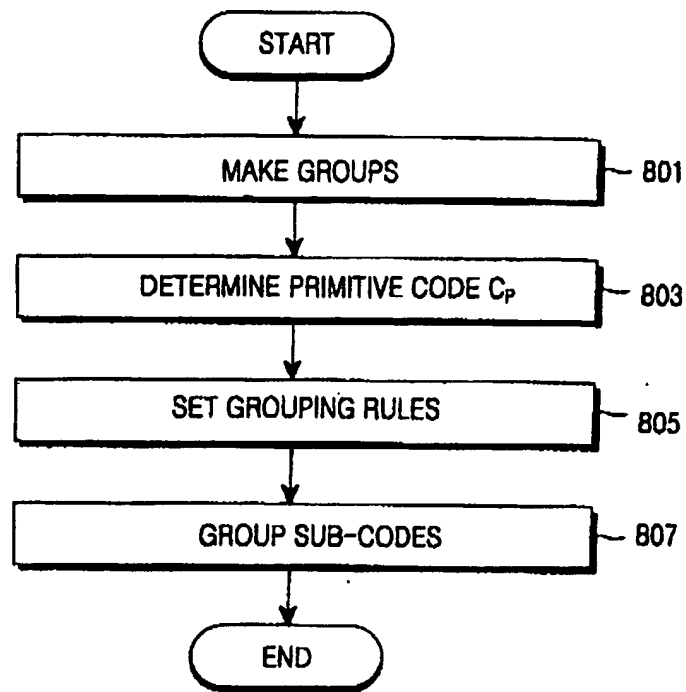 START
MAKE GROUPS
801
DETERMINE PRIMITIVE CODE CP
803
SET GROUPING RULES
805
GROUP SUB-CODES
807
END